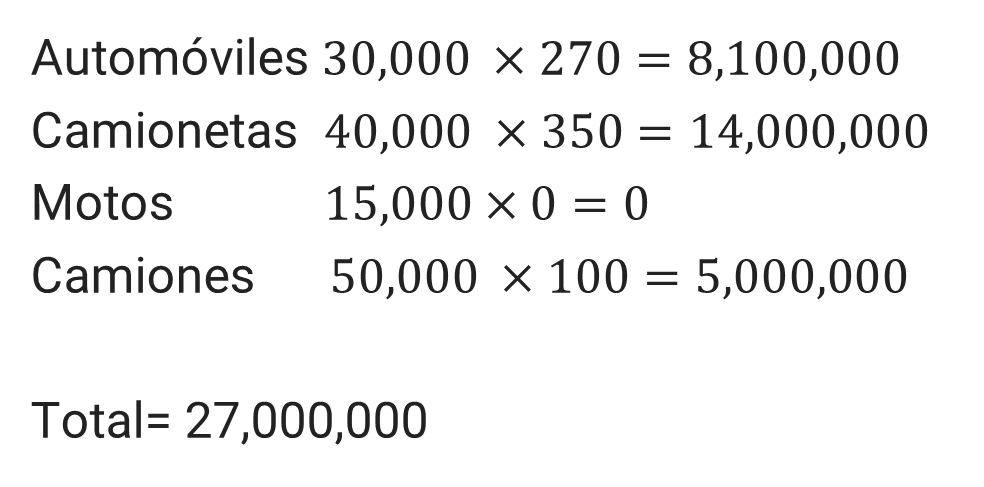 Automóviles 30,000 × 270 = 8,100,000
Camionetas 40,000 × 350 = 14,000,000
Motos 15,000 × 0 = 0
Camiones 50,000 × 100 = 5,000,000
Total= 27,000,000